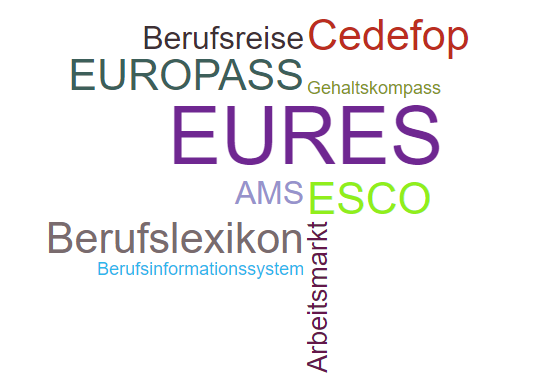 Berufsreise
Cedefop
EUROPASS
Gehaltskompass
EURES
AMS
ESCO
Berufslexikon
Berufsinformationssystem
Arbeitsmarkt